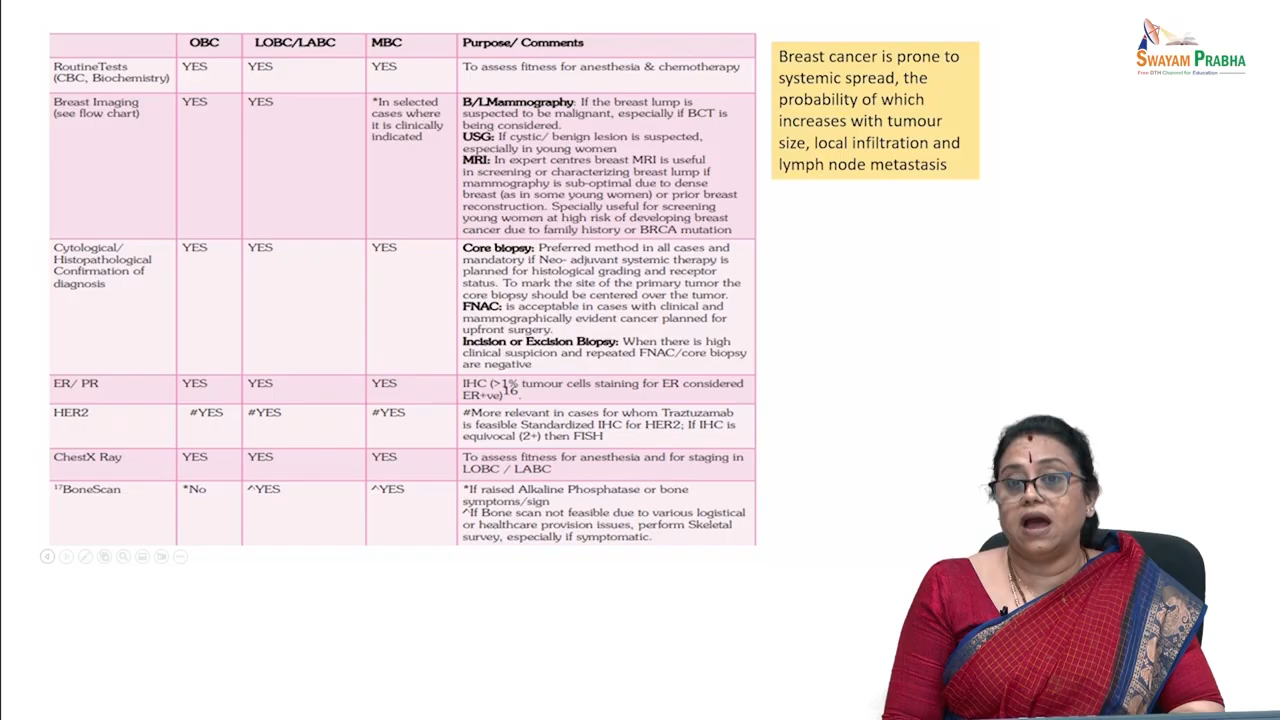 OBC LOBC/LABC MBC Purpose/ Comments
RoutineTests YES YES YES To assess fitness for anesthesia & chemotherapy
(CBC, Biochemistry)
Breast Imaging YES YES *In selected B/LMammography: If the breast lump is
(see flow chart) cases where suspected to be malignant, especially if BCT is
it is clinically being considered.
indicated USG: If cystic/ benign lesion is suspected,
especially in young women
MRI: In expert centres breast MRI is useful
in screening or characterizing breast lump if
mammography is sub-optimal due to dense
breast (as in some young women) or prior breast
reconstruction. Specially useful for screening
young women at high risk of developing breast
cancer due to family history or BRCA mutation
Cytological/ YES YES YES Core biopsy: Preferred method in all cases and
Histopathological mandatory if Neo- adjuvant systemic therapy is
Confirmation of planned for histological grading and receptor
diagnosis status. To mark the site of the primary tumor the
core biopsy should be centered over the tumor.
FNAC: is acceptable in cases with clinical and
mammographically evident cancer planned for
upfront surgery.
Incision or Excision Biopsy: When there is high
clinical suspicion and repeated FNAC/core biopsy
are negative
ER/ PR YES YES YES IHC (>1% tumour cells staining for ER considered
ER+ve)16.
HER2 #YES #YES #YES #More relevant in cases for whom Traztuzamab
is feasible Standardized IHC for HER2; If IHC is
equivocal (2+) then FISH
ChestX Ray YES YES YES To assess fitness for anesthesia and for staging in
LOBC / LABC
17BoneScan *No ^YES ^YES *If raised Alkaline Phosphatase or bone
symptoms/sign
^If Bone scan not feasible due to various logistical
or healthcare provision issues, perform Skeletal
survey, especially if symptomatic.
Breast cancer is prone to
systemic spread, the
probability of which
increases with tumour
size, local infiltration and
lymph node metastasis
SWAYAM PRABHA
Free DTH Channel for Education